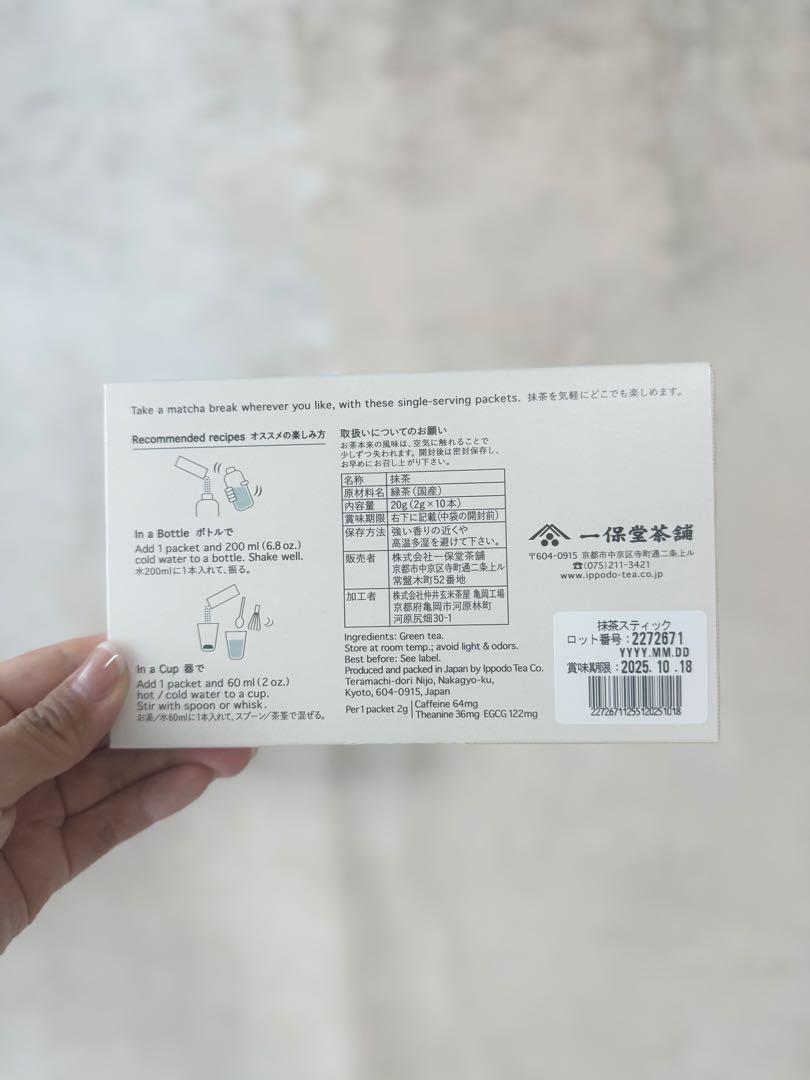 Take a matcha break wherever you like, with these single-serving packets. 抹茶を気軽にどこでも楽しめます。
Recommended recipes オススメの楽しみ方
In a Bottle ボトルで
Add 1 packet and 200 ml (6.8 oz.)
cold water to a bottle. Shake well.
水200mlに1本入れて、振る。
In a Cup 器で
Add 1 packet and 60 ml (2 oz.)
hot / cold water to a cup.
Stir with spoon or whisk.
お湯/水60mlに1本入れて、スプーン/茶筌で混ぜる。
取扱いについてのお願い
お茶本来の風味は、空気に触れることで
少しずつ失われます。開封後は密封保存し、
お早めにお召し上がり下さい。
名称 抹茶
原材料名 緑茶(国産)
内容量 20g(2g×10本)
賞味期限 右下に記載(中袋の開封前)
保存方法 強い香りの近くや
高温多湿を避けて下さい。
販売者 株式会社一保堂茶舗
京都市中京区寺町通二条上ル
常盤木町52番地
加工者 株式会社仲井玄米茶屋 亀岡工場
京都府亀岡市河原林町
河原尻畑30-1
Ingredients: Green tea.
Store at room temp.; avoid light & odors.
Best before: See label.
Produced and packed in Japan by Ippodo Tea Co.
Teramachi-dori Nijo, Nakagyo-ku,
Kyoto, 604-0915, Japan
Per 1 packet 2g Caffeine 64mg
Theanine 36mg EGCG 122mg
一保堂茶舗
〒604-0915 京都市中京区寺町通二条上ル
☎(075)211-3421
www.ippodo-tea.co.jp
抹茶スティック
ロット番号:2272671
YYYY.MM.DD
賞味期限:2025.10.18
22726711255120251018